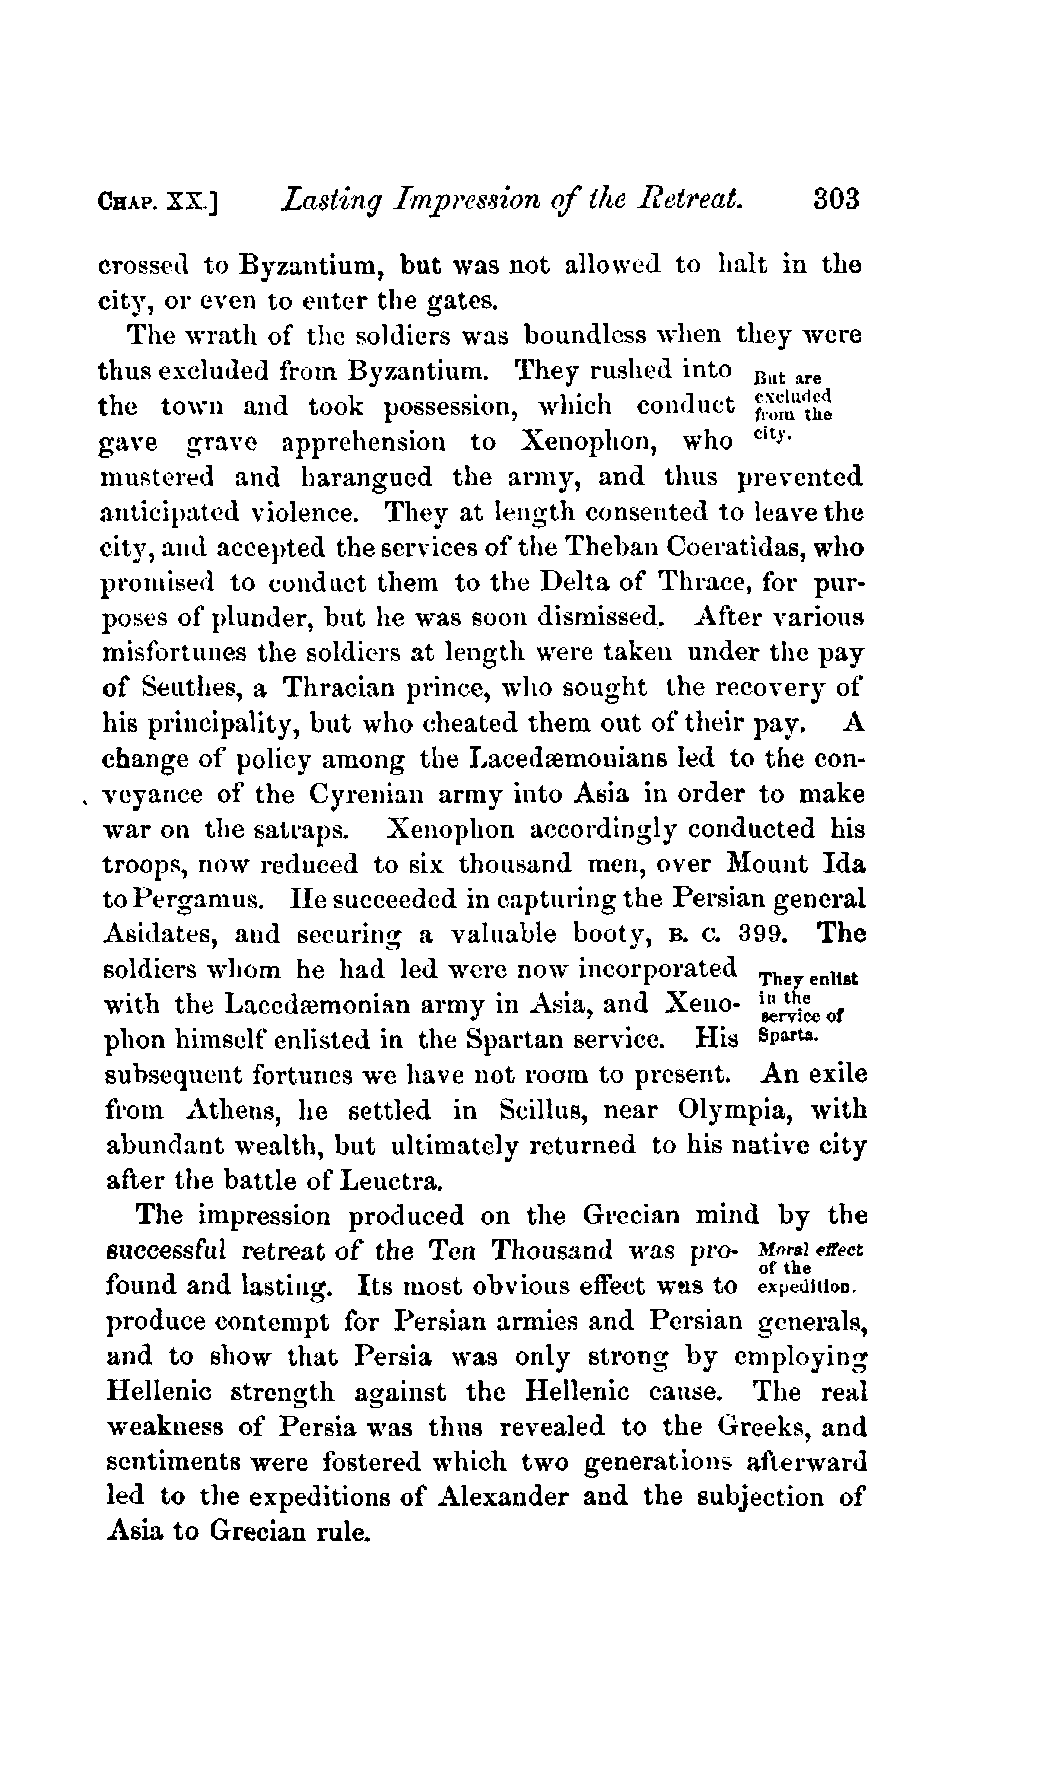 CHAP. XX.] Lasting Impression of the Retreat. 303
crossed to Byzantium, but was not allowed to halt in the
city, or even to enter the gates.
The wrath of the soldiers was boundless when they were
thus excluded from Byzantium. They rushed into
the town and took possession, which conduct
gave grave apprehension to Xenophon, who
But are
excluded
from the
city.
mustered and harangued the army, and thus prevented
anticipated violence. They at length consented to leave the
city, and accepted the services of the Theban Coeratidas, who
promised to conduct them to the Delta of Thrace, for pur-
poses of plunder, but he was soon dismissed. After various
misfortunes the soldiers at length were taken under the pay
of Seuthes, a Thracian prince, who sought the recovery of
his principality, but who cheated them out of their pay. A
change of policy among the Lacedæmonians led to the con-
veyance of the Cyrenian army into Asia in order to make
war on the satraps. Xenophon accordingly conducted his
troops, now reduced to six thousand men, over Mount Ida
to Pergamus. He succeeded in capturing the Persian general
Asidates, and securing a valuable booty, B. C. 399. The
soldiers whom he had led were now incorporated
with the Lacedæmonian army in Asia, and Xeno-
phon himself enlisted in the Spartan service. His
They enlist
in the
service of
Sparta.
subsequent fortunes we have not room to present. An exile
from Athens, he settled in Scillus, near Olympia, with
abundant wealth, but ultimately returned to his native city
after the battle of Leuctra.
The impression produced on the Grecian mind by the
successful retreat of the Ten Thousand was pro-
found and lasting. Its most obvious effect was to
Moral effect
of the
expedition.
produce contempt for Persian armies and Persian generals,
and to show that Persia was only strong by employing
Hellenic strength against the Hellenic cause. The real
weakness of Persia was thus revealed to the Greeks, and
sentiments were fostered which two generations afterward
led to the expeditions of Alexander and the subjection of
Asia to Grecian rule.